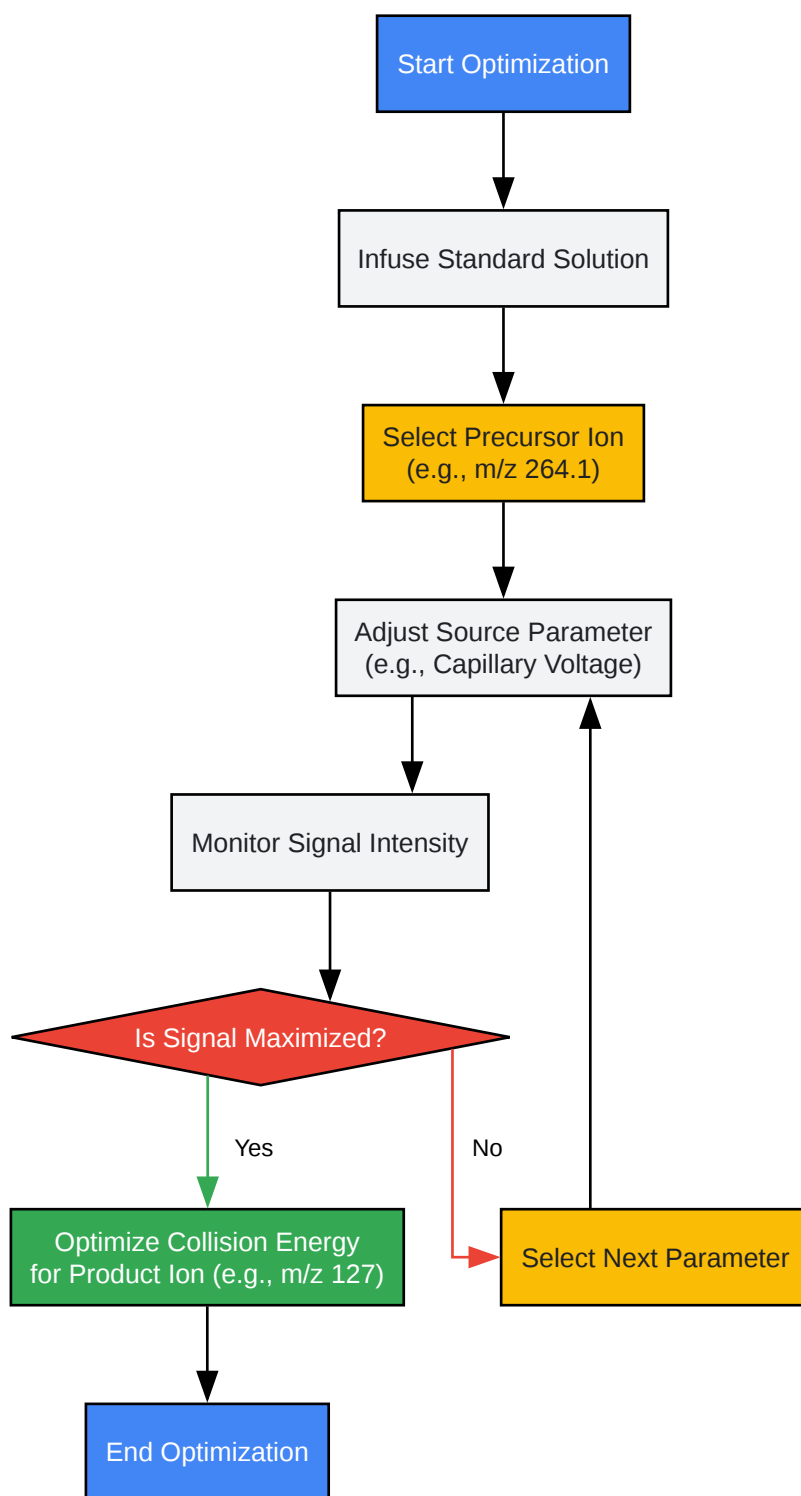 Start Optimization
Infuse Standard Solution
Select Precursor Ion
(e.g., m/z 264.1)
Adjust Source Parameter
(e.g., Capillary Voltage)
Monitor Signal Intensity
Is Signal Maximized?
Yes
No
Optimize Collision Energy
for Product Ion (e.g., m/z 127)
Select Next Parameter
End Optimization